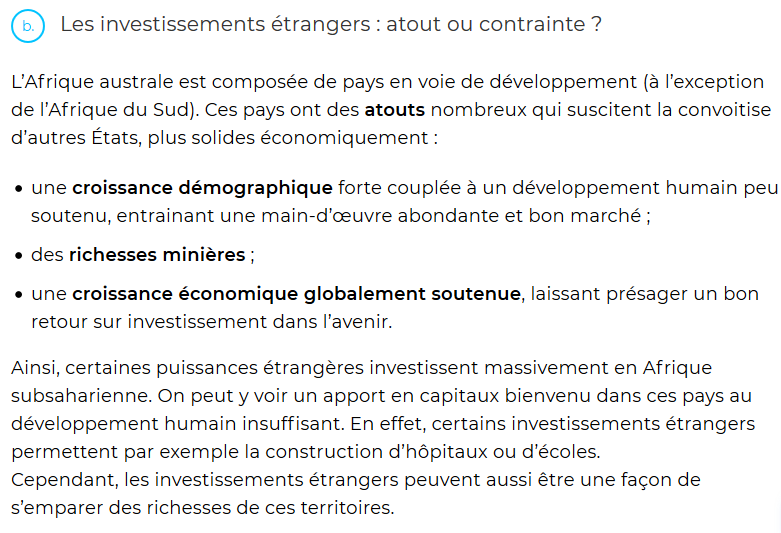 b. Les investissements étrangers : atout ou contrainte ?
L’Afrique australe est composée de pays en voie de développement (à l’exception
de l’Afrique du Sud). Ces pays ont des atouts nombreux qui suscitent la convoitise
d’autres États, plus solides économiquement :
• une croissance démographique forte couplée à un développement humain peu
soutenu, entrainant une main-d’œuvre abondante et bon marché ;
• des richesses minières ;
• une croissance économique globalement soutenue, laissant présager un bon
retour sur investissement dans l’avenir.
Ainsi, certaines puissances étrangères investissent massivement en Afrique
subsaharienne. On peut y voir un apport en capitaux bienvenu dans ces pays au
développement humain insuffisant. En effet, certains investissements étrangers
permettent par exemple la construction d’hôpitaux ou d’écoles.
Cependant, les investissements étrangers peuvent aussi être une façon de
s’emparer des richesses de ces territoires.